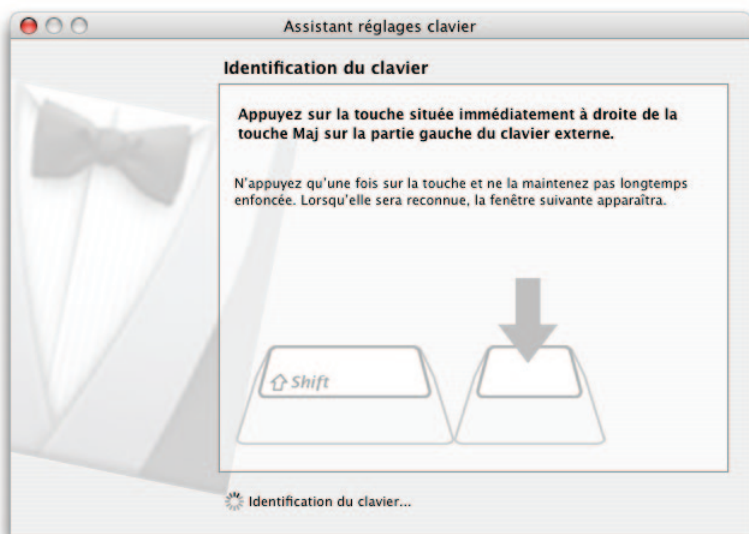 Assistant réglages clavier
Identification du clavier
Appuyez sur la touche située immédiatement à droite de la
touche Maj sur la partie gauche du clavier externe.
N'appuyez qu'une fois sur la touche et ne la maintenez pas longtemps
enfoncée. Lorsqu'elle sera reconnue, la fenêtre suivante apparaîtra.
Shift
Identification du clavier...